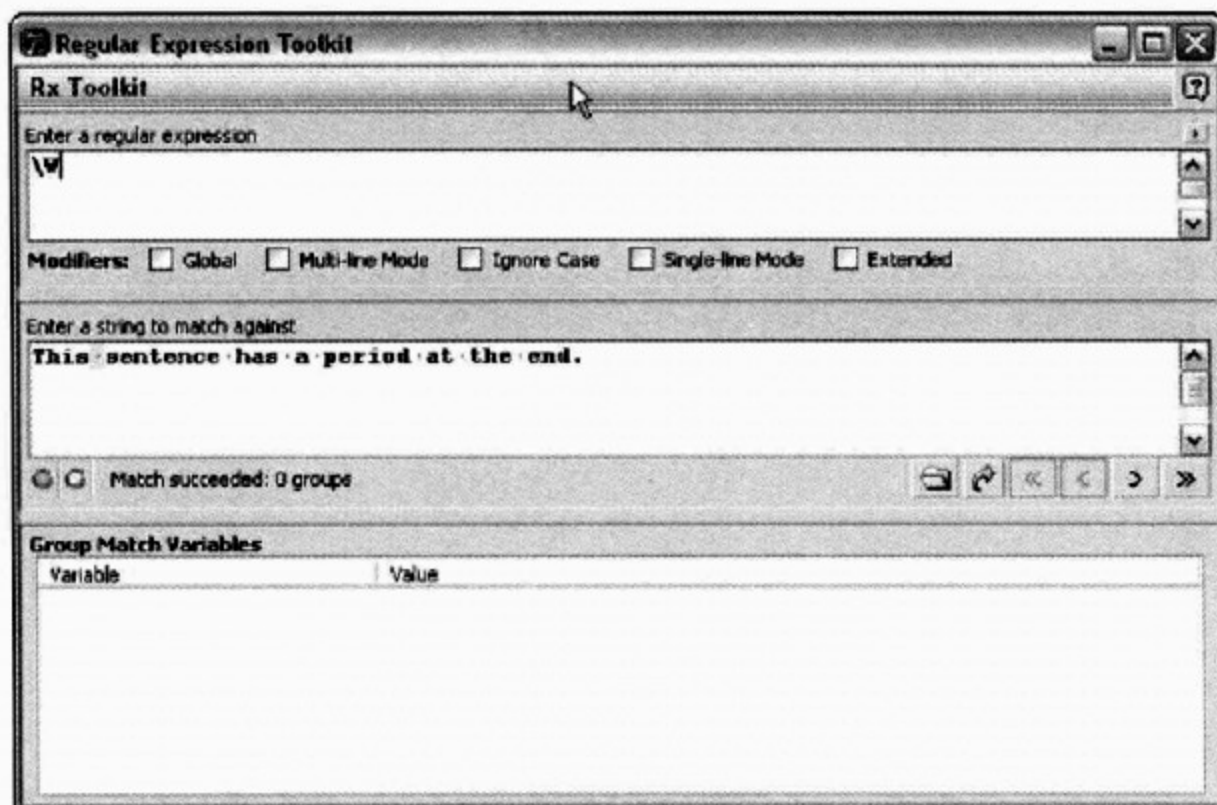 Regular Expression Toolkit
Rx Toolkit
Enter a regular expression
\W
Modifiers: Global Multi-line Mode Ignore Case Single-line Mode Extended
Enter a string to match against
This·sentence·has·a·period·at·the·end.
Match succeeded: 0 groups
Group Match Variables
Variable Value